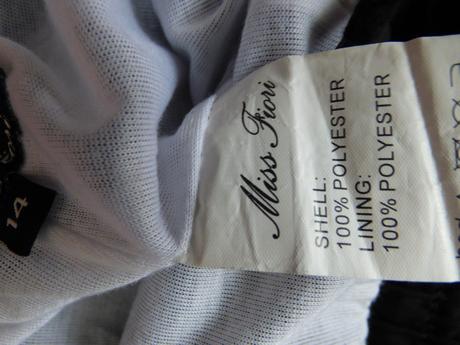 Miss Fiori
SHELL:
100% POLYESTER
LINING:
100% POLYESTER
14